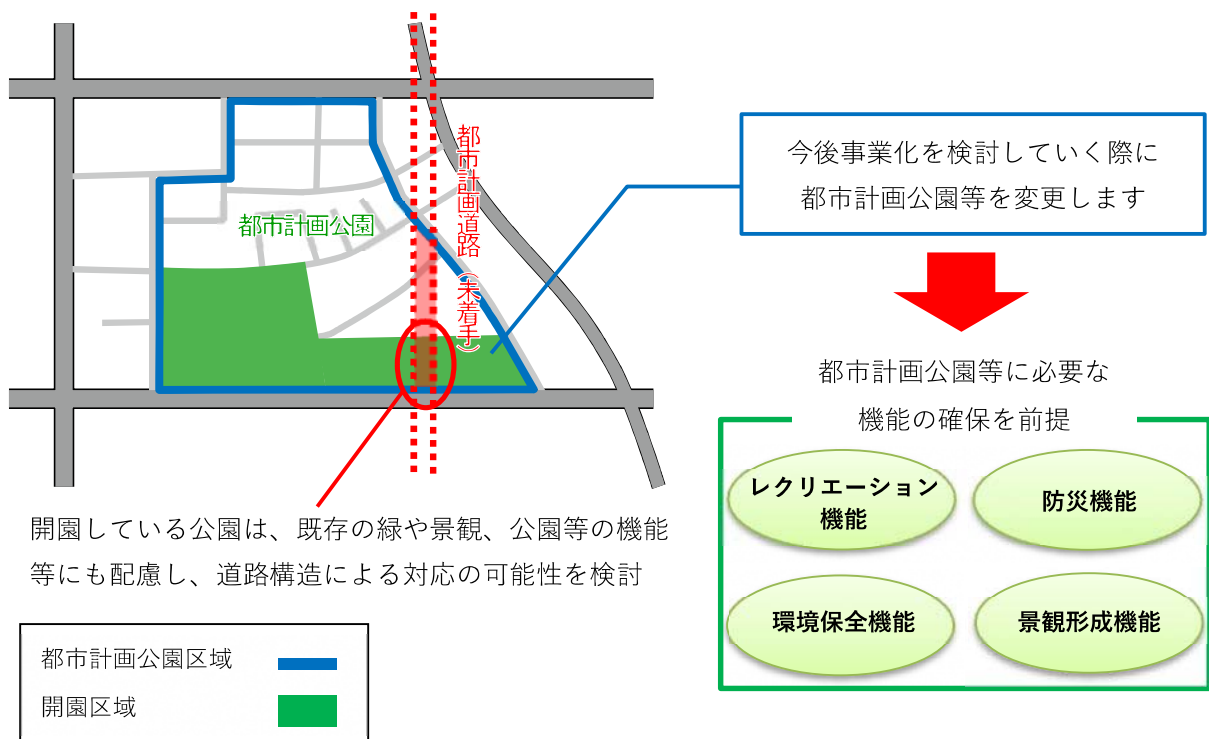 都市計画道路（未着手）
都市計画公園
今後事業化を検討していく際に
都市計画公園等を変更します
都市計画公園等に必要な
機能の確保を前提
レクリエーション
機能
防災機能
環境保全機能
景観形成機能
開園している公園は、既存の緑や景観、公園等の機能
等にも配慮し、道路構造による対応の可能性を検討
都市計画公園区域
開園区域